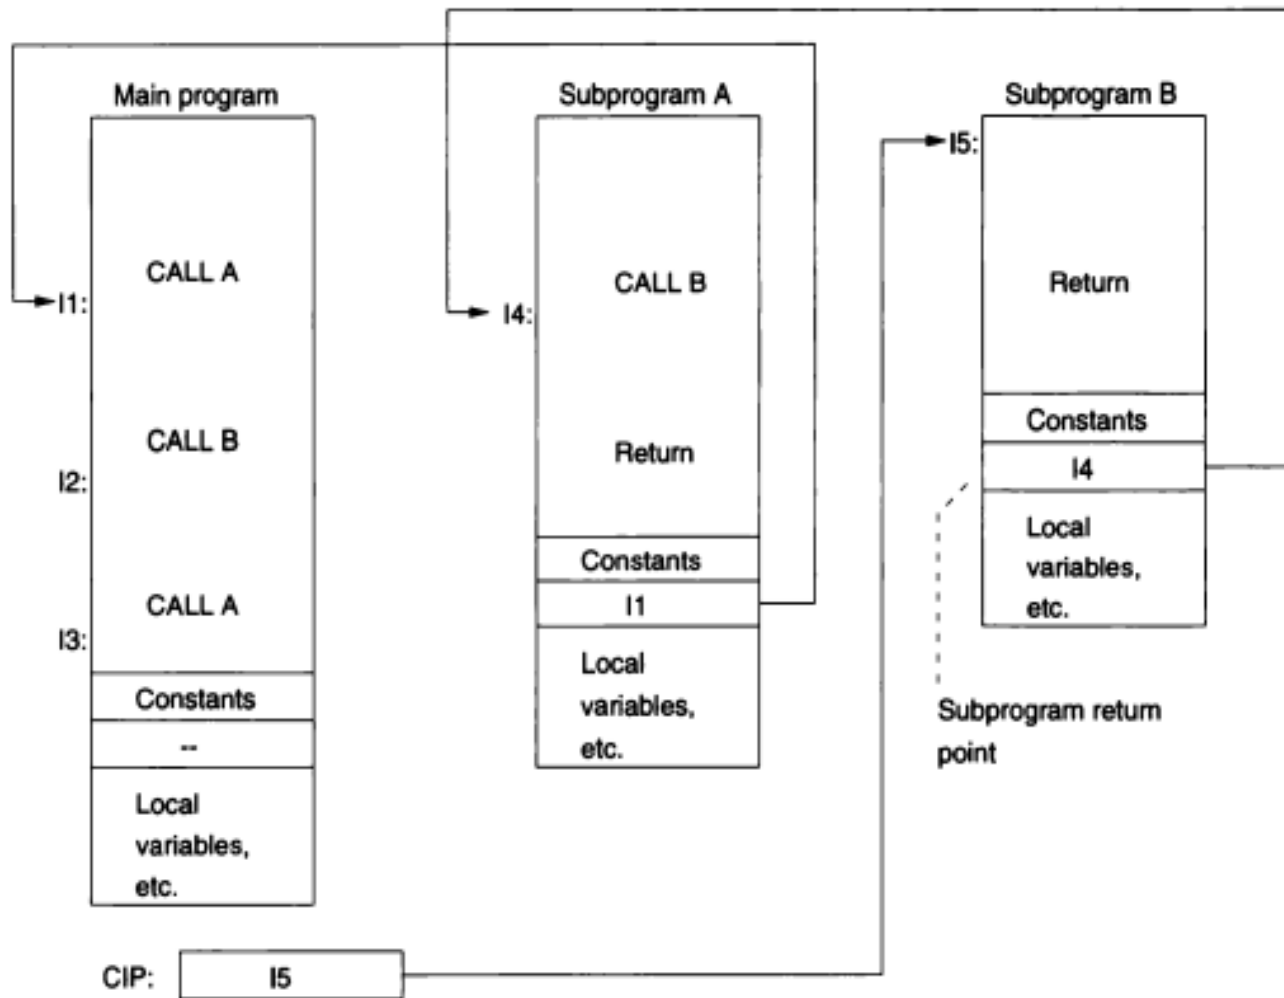 Main program
CALL A
I1:
CALL B
I2:
CALL A
I3:
Constants
--
Local
variables,
etc.
Subprogram A
CALL B
I4:
Return
Constants
I1
Local
variables,
etc.
Subprogram B
I5:
Return
Constants
I4
Local
variables,
etc.
Subprogram return
point
CIP:
I5